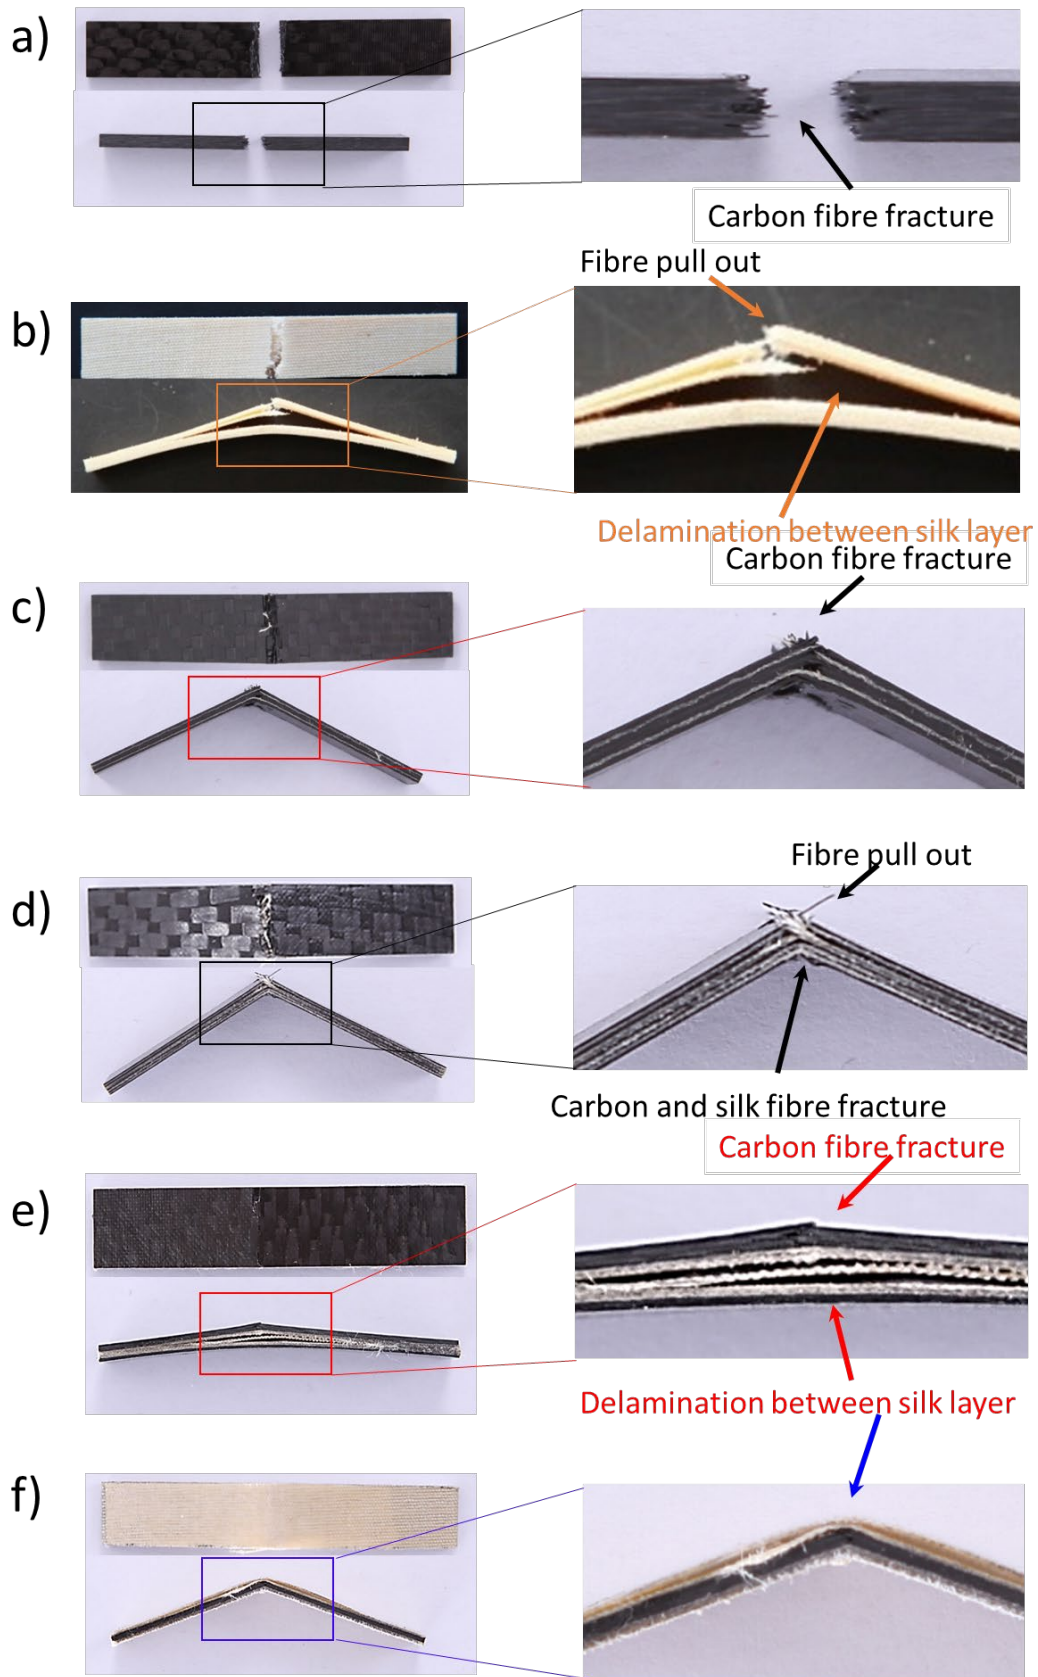 a)
Carbon fibre fracture
Fibre pull out
b)
Delamination between silk layer
Carbon fibre fracture
c)
Fibre pull out
d)
Carbon and silk fibre fracture
Carbon fibre fracture
e)
Delamination between silk layer
f)